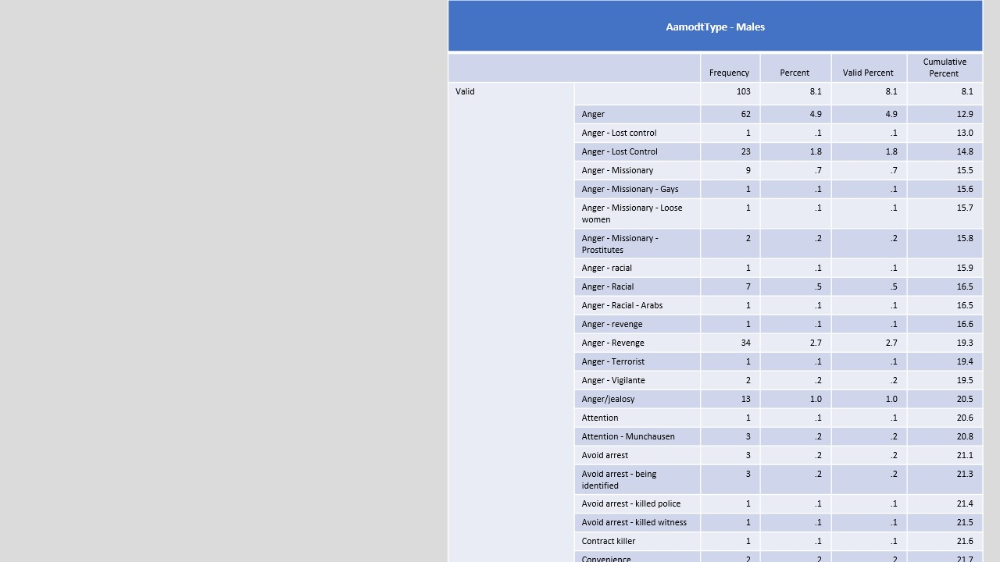 AamodtType - Males
Frequency Percent Valid Percent Cumulative Percent
Valid 103 8.1 8.1 8.1
Anger 62 4.9 4.9 12.9
Anger - Lost control 1 .1 .1 13.0
Anger - Lost Control 23 1.8 1.8 14.8
Anger - Missionary 9 .7 .7 15.5
Anger - Missionary - Gays 1 .1 .1 15.6
Anger - Missionary - Loose women 1 .1 .1 15.7
Anger - Missionary - Prostitutes 2 .2 .2 15.8
Anger - racial 1 .1 .1 15.9
Anger - Racial 7 .5 .5 16.5
Anger - Racial - Arabs 1 .1 .1 16.5
Anger - revenge 1 .1 .1 16.6
Anger - Revenge 34 2.7 2.7 19.3
Anger - Terrorist 1 .1 .1 19.4
Anger - Vigilante 2 .2 .2 19.5
Anger/jealosy 13 1.0 1.0 20.5
Attention 1 .1 .1 20.6
Attention - Munchausen 3 .2 .2 20.8
Avoid arrest 3 .2 .2 21.1
Avoid arrest - being identified 3 .2 .2 21.3
Avoid arrest - killed police 1 .1 .1 21.4
Avoid arrest - killed witness 1 .1 .1 21.5
Contract killer 1 .1 .1 21.6
Convenience 2 .2 .2 21.7